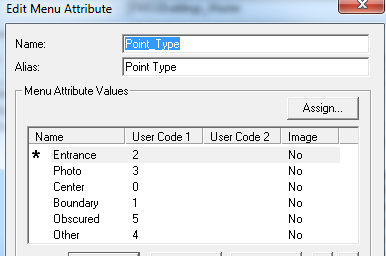 Edit Menu Attribute
Name: Point_Type
Alias: Point Type
Menu Attribute Values
Assign...
Name User Code 1 User Code 2 Image
* Entrance 2 No
Photo 3 No
Center 0 No
Boundary 1 No
Obscured 5 No
Other 4 No